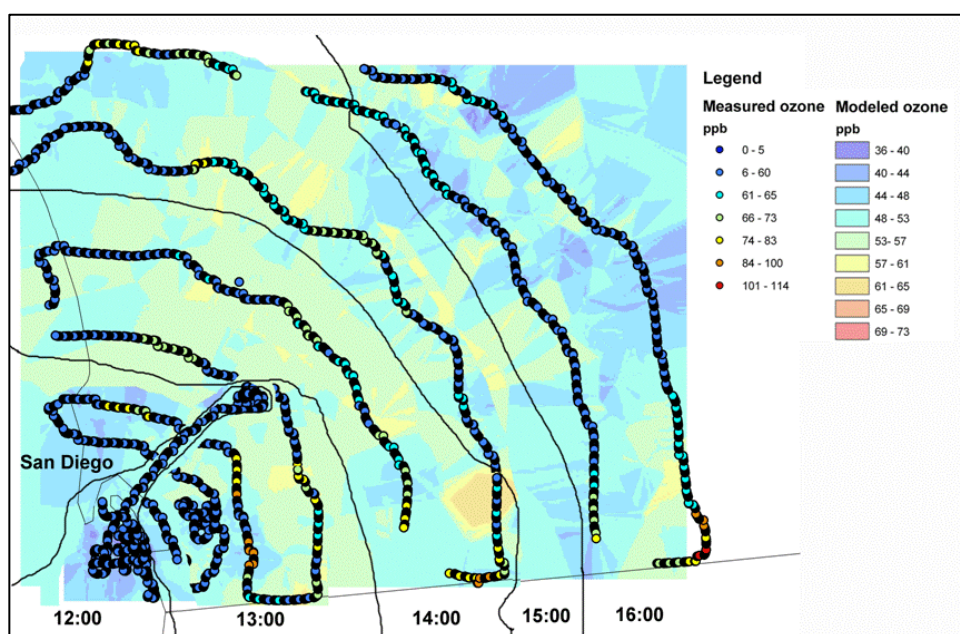 Legend
Measured ozone Modeled ozone
ppb ppb
0 - 5 36 - 40
6 - 60 40 - 44
61 - 65 44 - 48
66 - 73 48 - 53
74 - 83 53- 57
84 - 100 57 - 61
101 - 114 61 - 65
65 - 69
69 - 73
San Diego
12:00 13:00 14:00 15:00 16:00